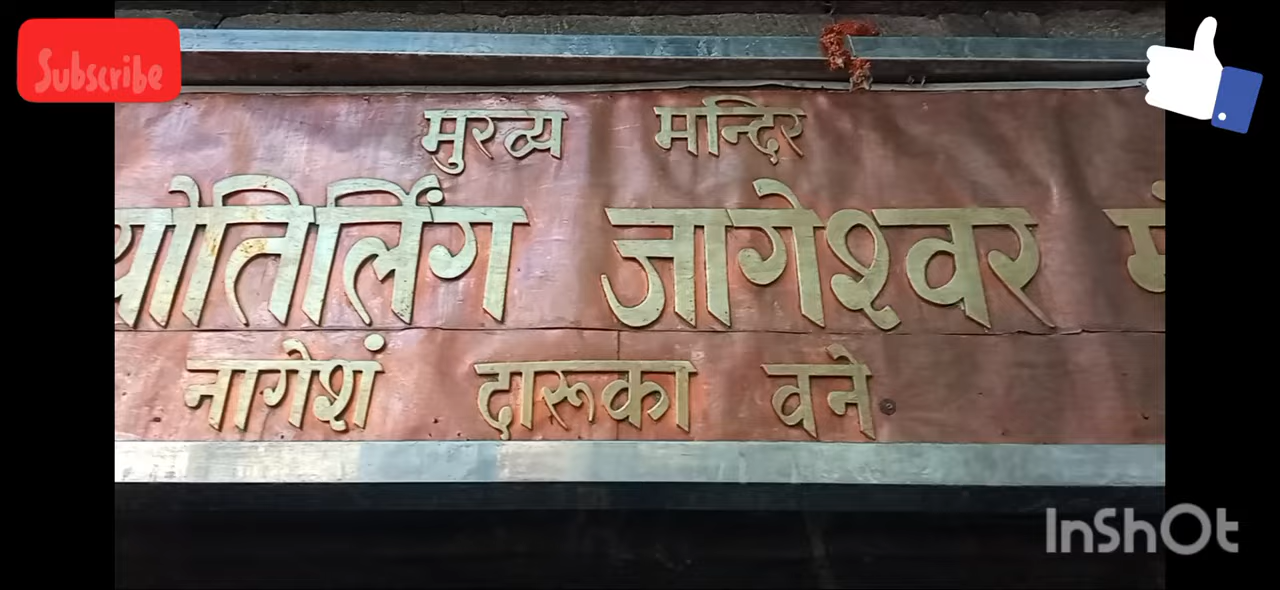 Subscribe
मुख्य मन्दिर
योतिर्लिंग जागेश्वर
नागेशं दारूका वने
InShOt